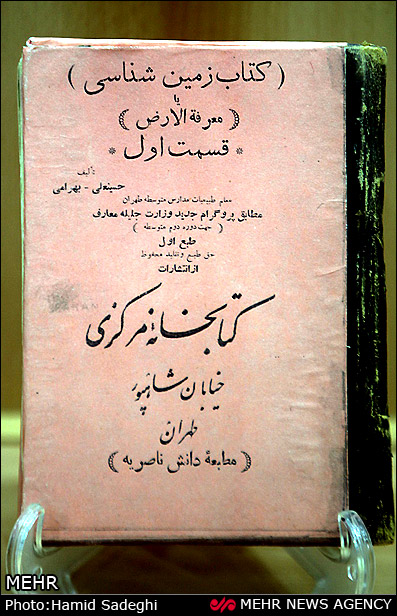 ( کتاب زمین شناسی )
یا
( معرفة الارض )
* قسمت اول *
تألیف
حسینعلی - بهرامی
معلم طبیعیات مدارس متوسطه طهران
مطابق پروگرام جدید وزارت جلیله معارف
( جهت دوره دوم متوسطه )
طبع اول
حق طبع و تقلید محفوظ
از انتشارات
کتابخانه مرکزی
خیابان شاهپور
طهران
( مطبعهٔ دانش ناصریه )
MEHR
Photo:Hamid Sadeghi
MEHR NEWS AGENCY